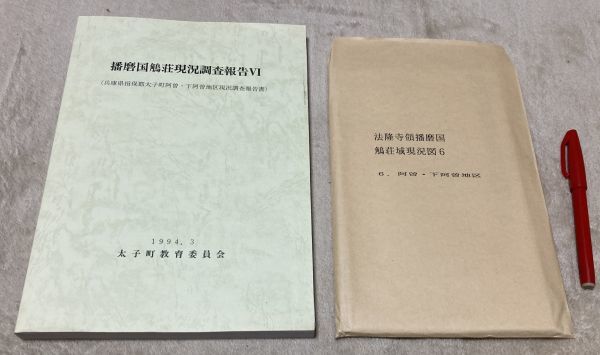 播磨国鵤荘現況調査報告Ⅵ
(兵庫県揖保郡太子町阿曽・下阿曽地区現況調査報告書)
1994.3
太子町教育委員会
法隆寺領播磨国
鵤荘域現況図6
6.阿曽・下阿曽地区